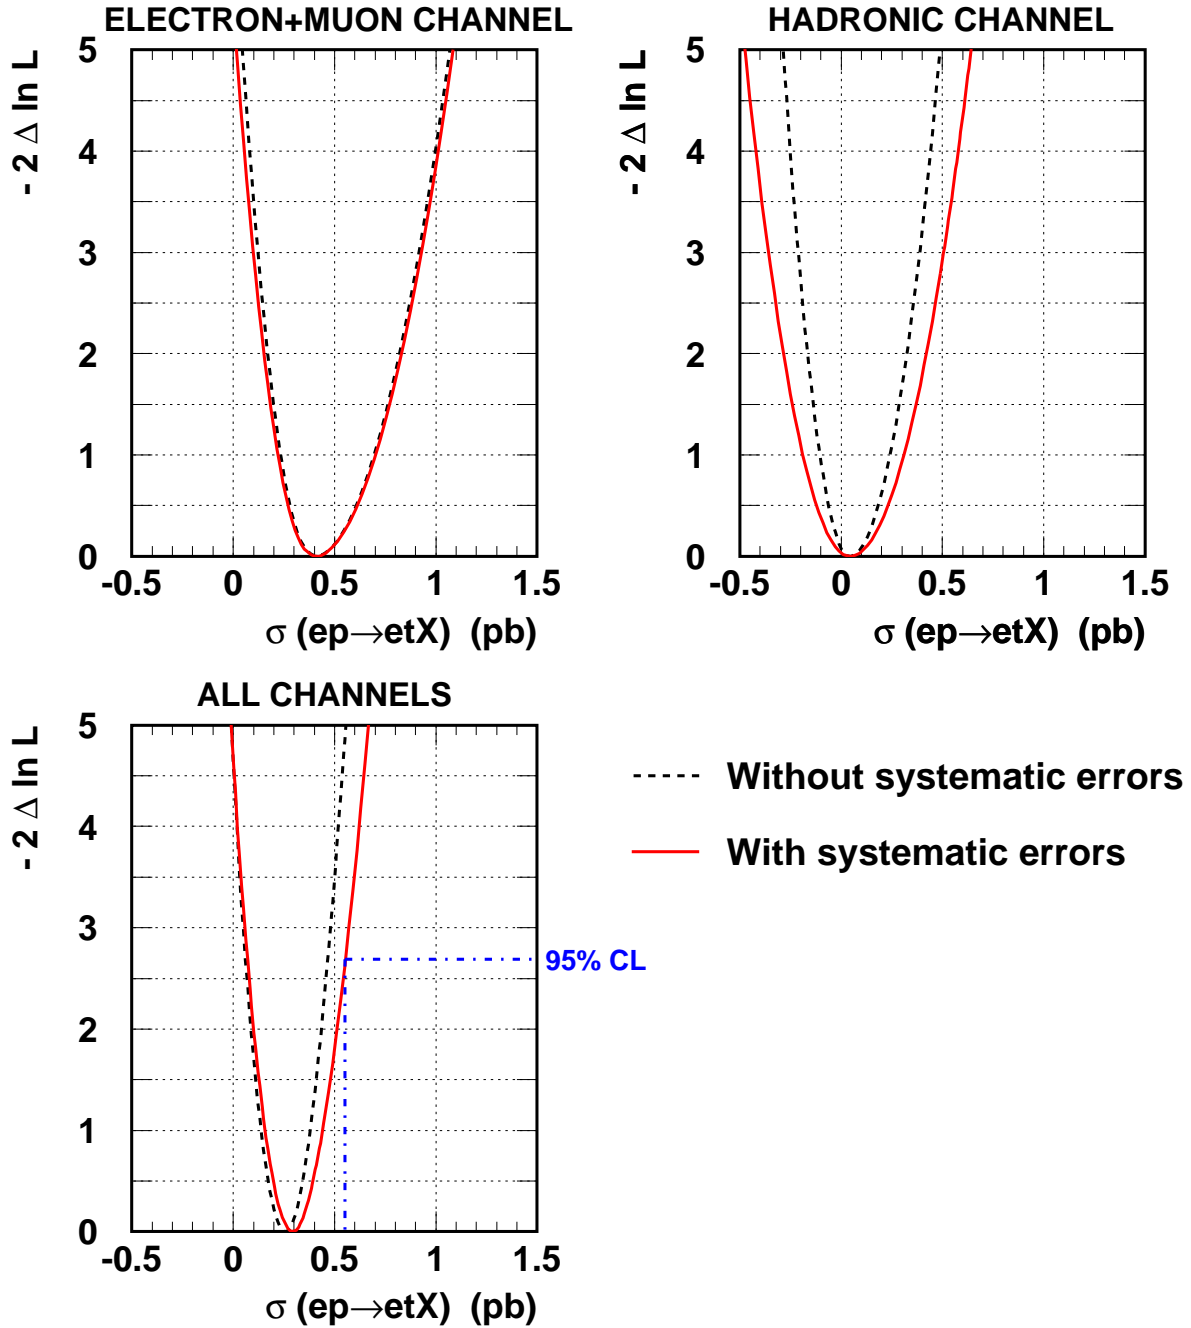 ELECTRON+MUON CHANNEL
- 2 Δ ln L
5
4
3
2
1
0
-0.5 0 0.5 1 1.5
σ (ep→etX) (pb)
HADRONIC CHANNEL
- 2 Δ ln L
5
4
3
2
1
0
-0.5 0 0.5 1 1.5
σ (ep→etX) (pb)
ALL CHANNELS
- 2 Δ ln L
5
4
3
2
1
0
-0.5 0 0.5 1 1.5
σ (ep→etX) (pb)
95% CL
Without systematic errors
With systematic errors